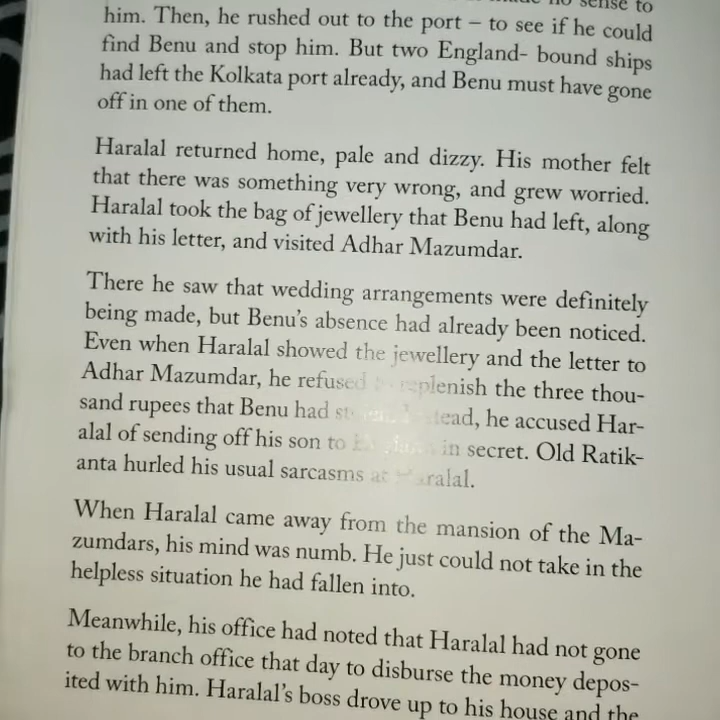 no sense to
him. Then, he rushed out to the port – to see if he could
find Benu and stop him. But two England- bound ships
had left the Kolkata port already, and Benu must have gone
off in one of them.
Haralal returned home, pale and dizzy. His mother felt
that there was something very wrong, and grew worried.
Haralal took the bag of jewellery that Benu had left, along
with his letter, and visited Adhar Mazumdar.
There he saw that wedding arrangements were definitely
being made, but Benu's absence had already been noticed.
Even when Haralal showed the jewellery and the letter to
Adhar Mazumdar, he refused replenish the three thou-
sand rupees that Benu had he accused Har-
alal of sending off his son to in secret. Old Ratik-
anta hurled his usual sarcasms at Haralal.
When Haralal came away from the mansion of the Ma-
zumdars, his mind was numb. He just could not take in the
helpless situation he had fallen into.
Meanwhile, his office had noted that Haralal had not gone
to the branch office that day to disburse the money depos-
ited with him. Haralal's boss drove up to his house and the